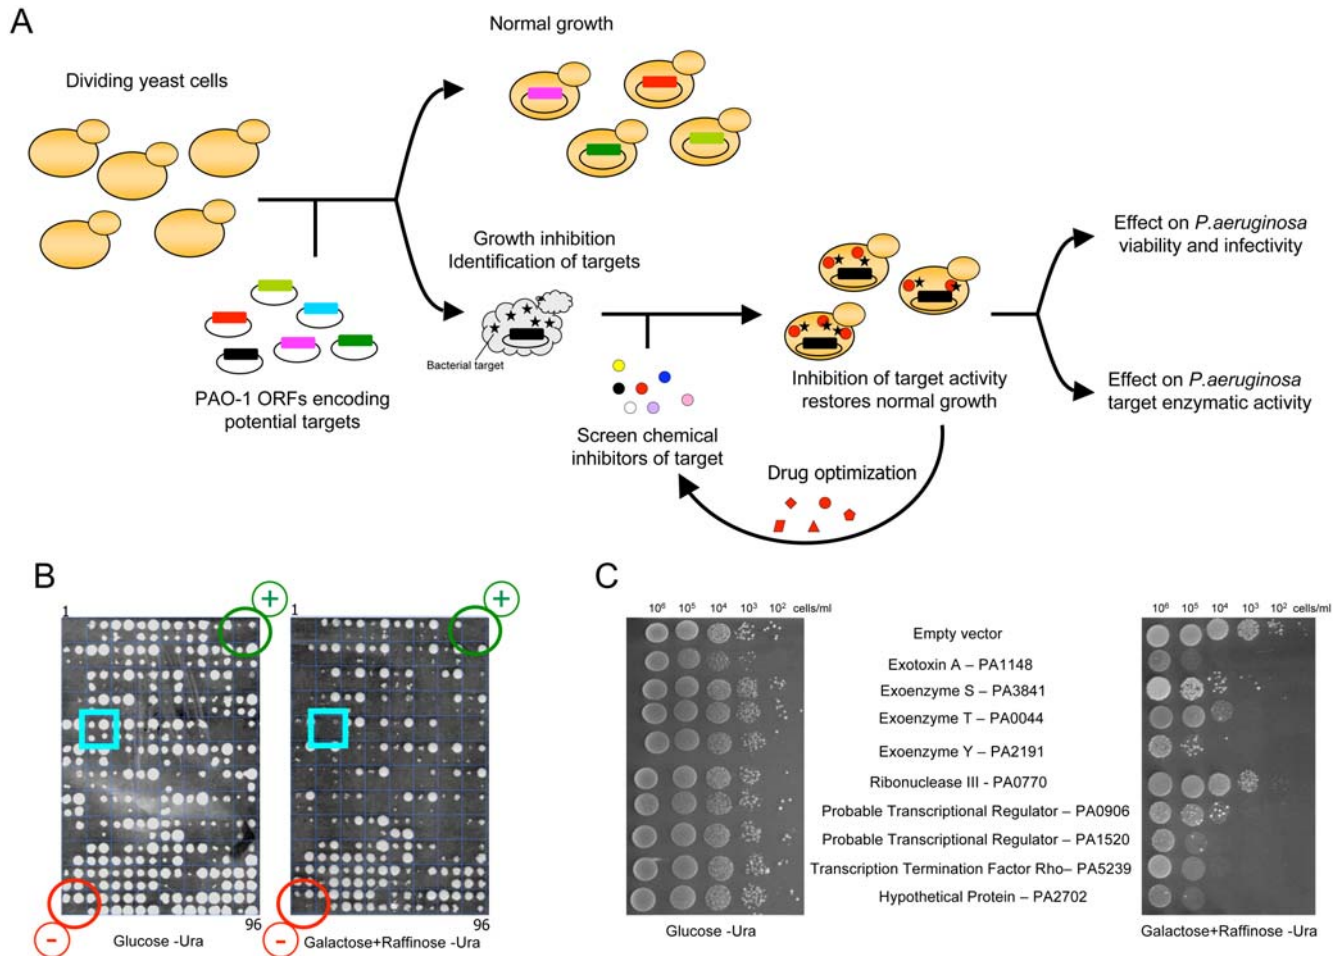 A
Normal growth
Dividing yeast cells
Growth inhibition
Identification of targets
Bacterial target
PAO-1 ORFs encoding
potential targets
Screen chemical
inhibitors of target
Inhibition of target activity
restores normal growth
Drug optimization
Effect on P.aeruginosa
viability and infectivity
Effect on P.aeruginosa
target enzymatic activity
B
1
+
1
+
-
96
Glucose -Ura
-
96
Galactose+Raffinose -Ura
C
10⁶ 10⁵ 10⁴ 10³ 10² cells/ml
Empty vector
Exotoxin A – PA1148
Exoenzyme S – PA3841
Exoenzyme T – PA0044
Exoenzyme Y – PA2191
Ribonuclease III - PA0770
Probable Transcriptional Regulator – PA0906
Probable Transcriptional Regulator – PA1520
Transcription Termination Factor Rho– PA5239
Hypothetical Protein – PA2702
Glucose -Ura
10⁶ 10⁵ 10⁴ 10³ 10² cells/ml
Galactose+Raffinose -Ura